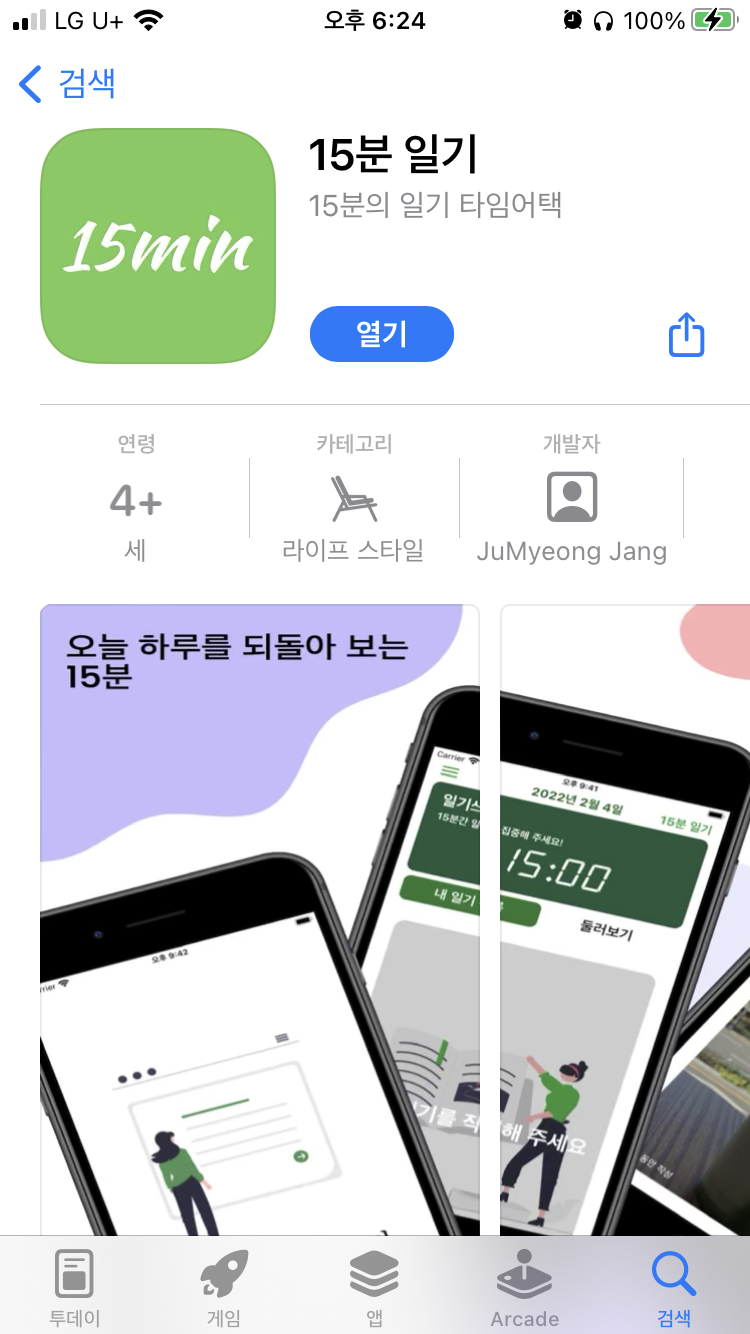 LG U+ 오후 6:24 100%
검색
15min
15분 일기
15분의 일기 타임어택
열기
연령
4+
세
카테고리
라이프 스타일
개발자
JuMyeong Jang
오늘 하루를 되돌아 보는
15분
오후 9:42
Carrier
일기쓰
15분간 일
내 일기
오후 9:41
2022년 2월 4일
15분 일기
집중해 주세요!
15:00
둘러보기
기를 작
해 주세요
동안 작성
투데이
게임
앱
Arcade
검색